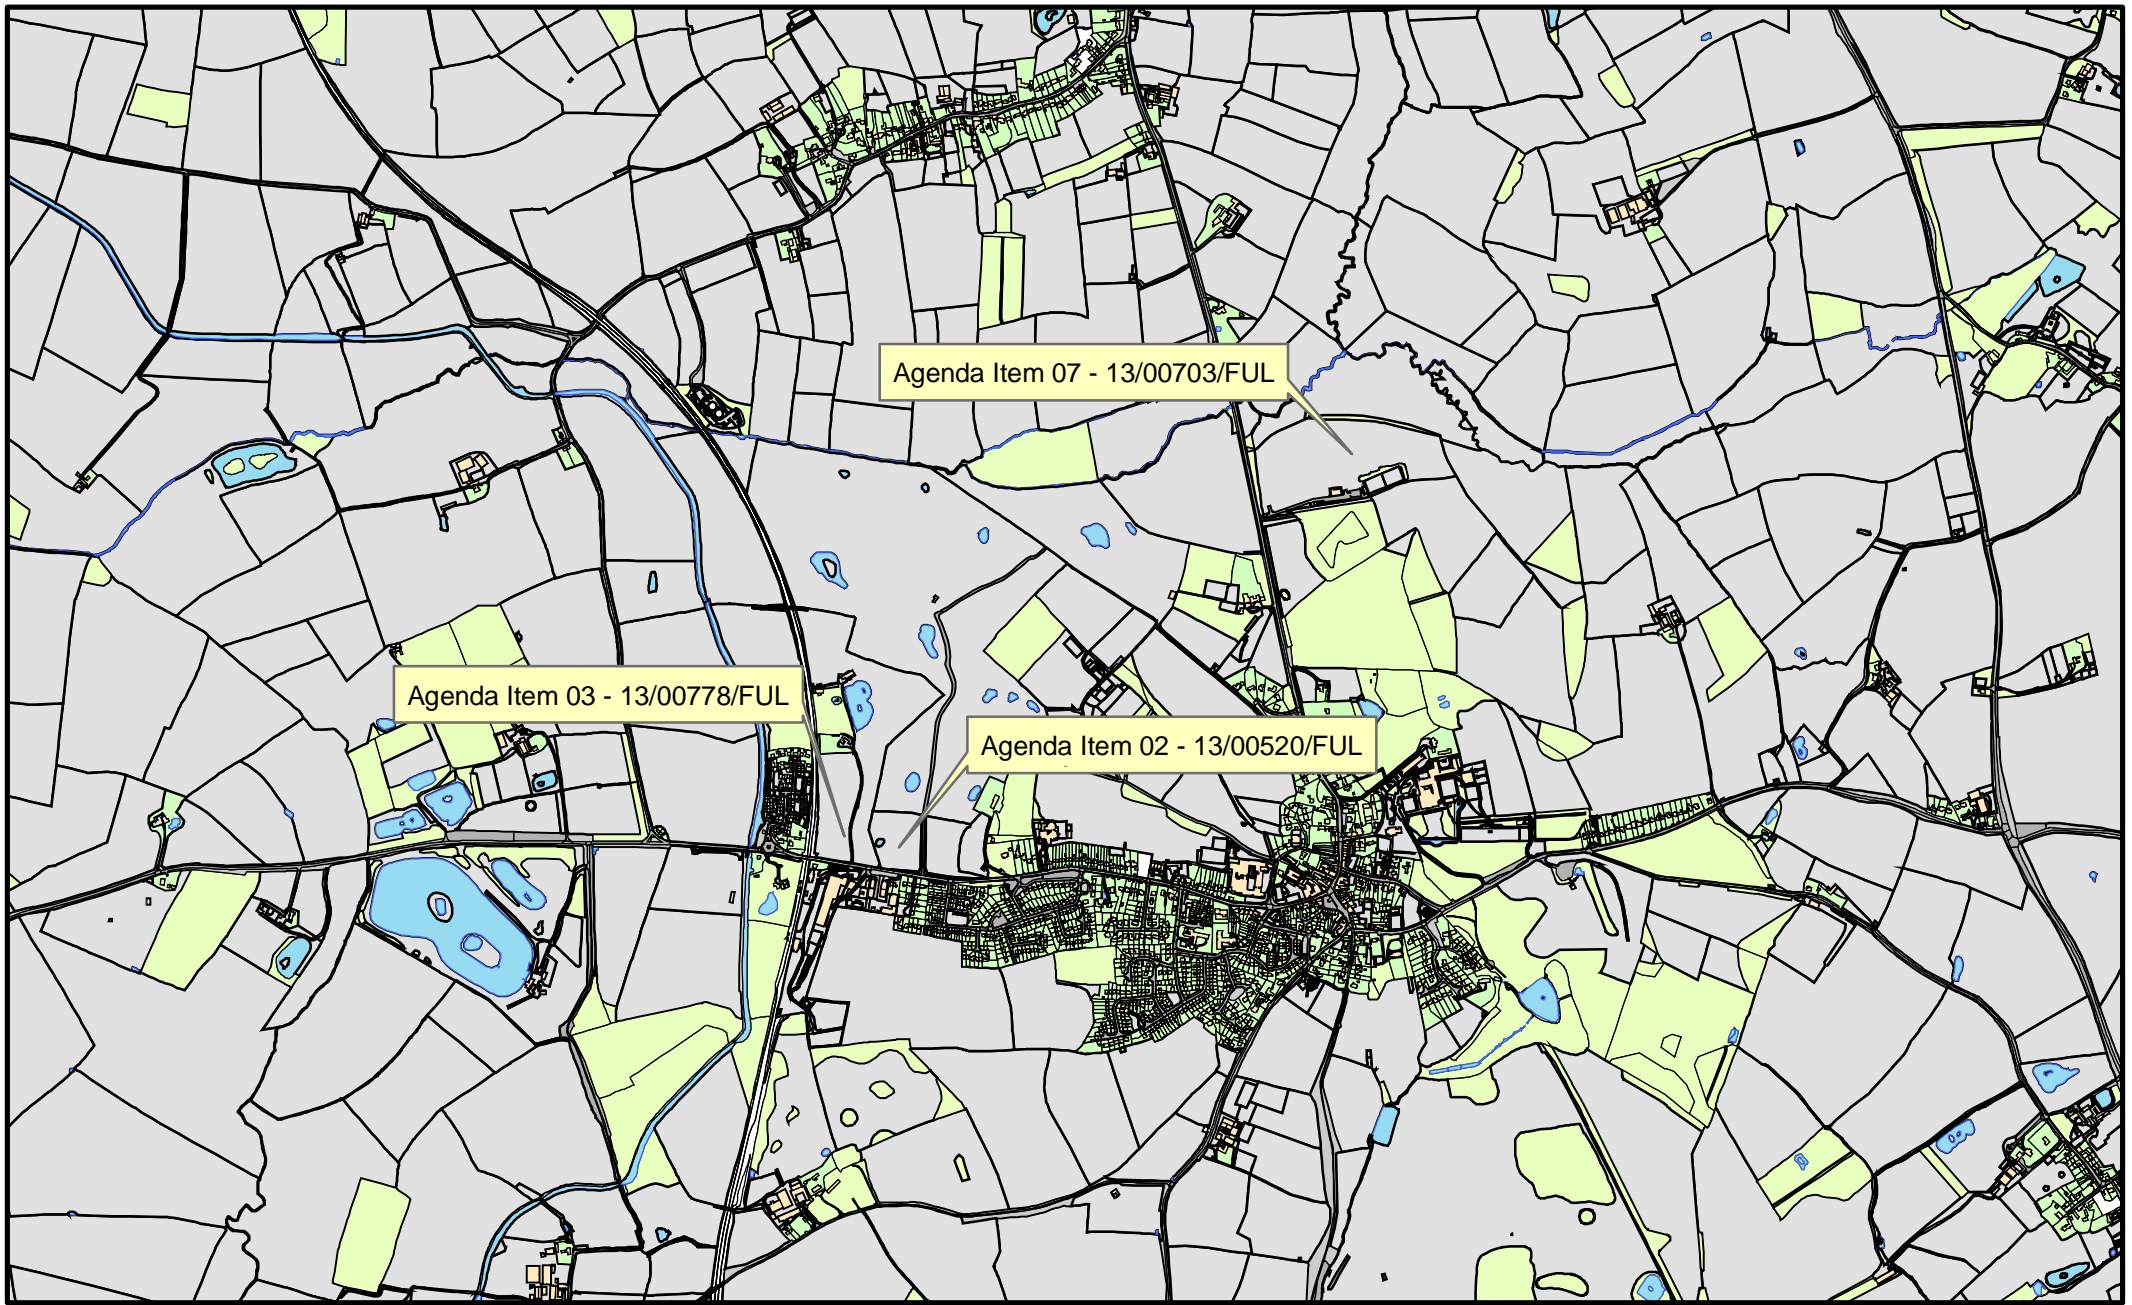 Agenda Item 07 - 13/00703/FUL
Agenda Item 03 - 13/00778/FUL
Agenda Item 02 - 13/00520/FUL